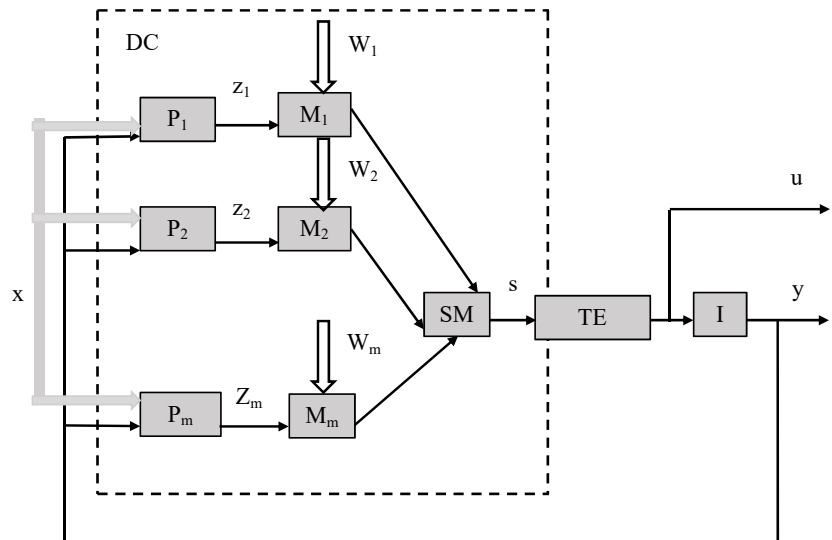 DC
W₁
z₁
P₁
M₁
W₂
z₂
P₂
M₂
u
x
s
y
SM
TE
I
Wₘ
Zₘ
Pₘ
Mₘ